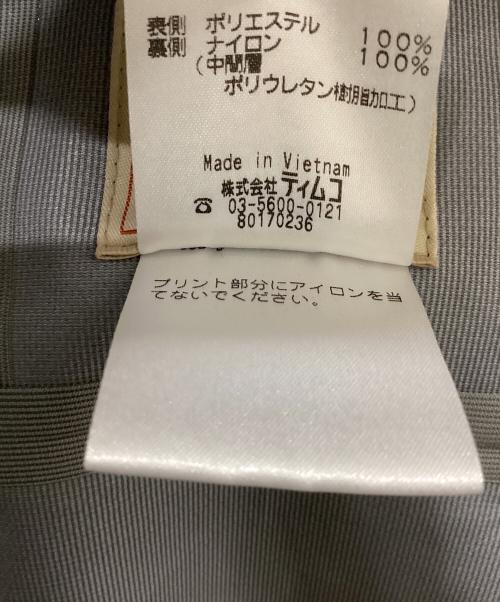 表側 ポリエステル 100%
裏側 ナイロン 100%
(中間層
ポリウレタン樹脂加工)
Made in Vietnam
株式会社ティムコ
☎ 03-5600-0121
80170236
プリント部分にアイロンを当
てないでください。